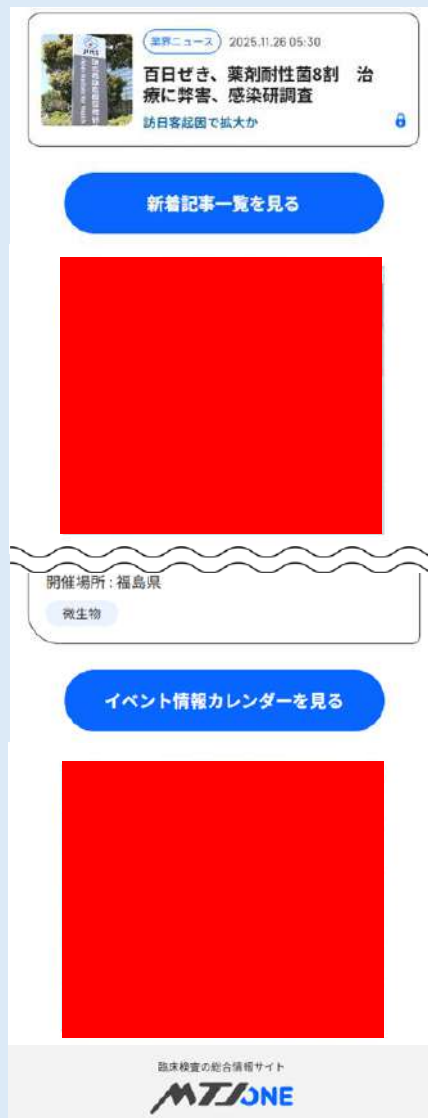 業界ニュース 2025.11.26 05:30
百日ぜき、薬剤耐性菌8割　治
療に弊害、感染研調査
訪日客起因で拡大か
新着記事一覧を見る
開催場所：福島県
微生物
イベント情報カレンダーを見る
臨床検査の総合情報サイト
MTJONE